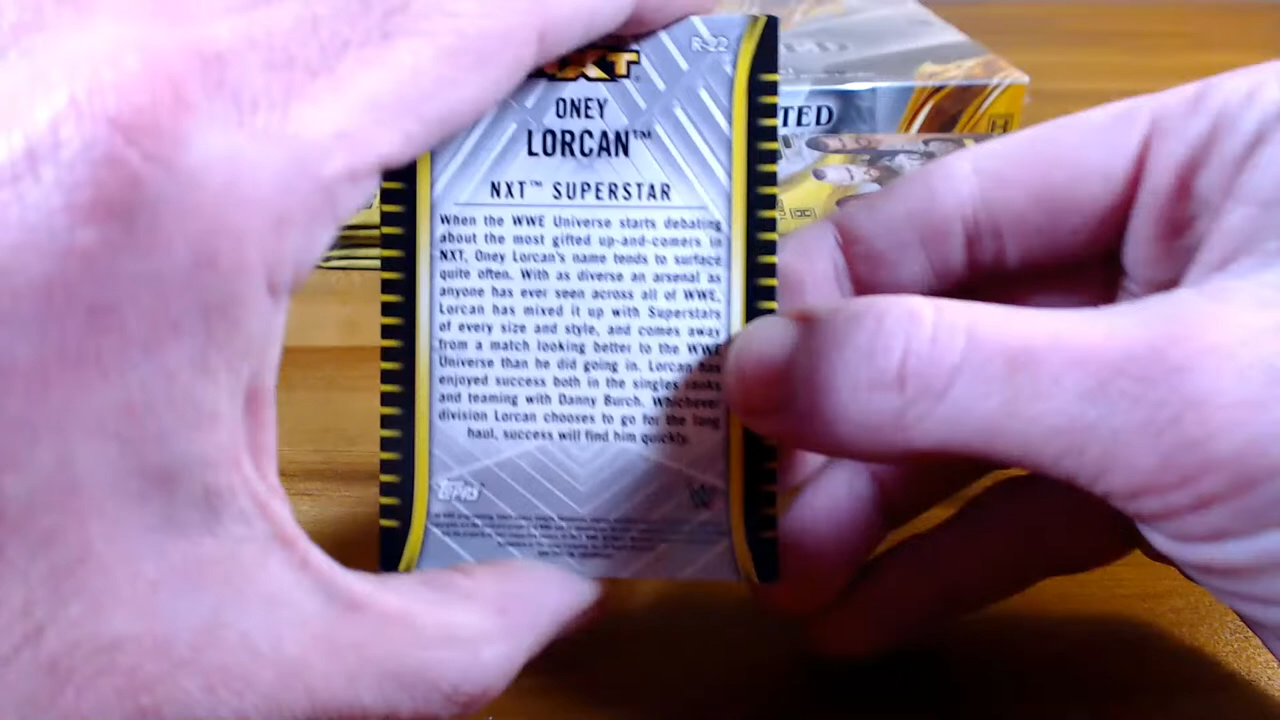 R-22
NXT
ONEY
LORCAN™
NXT™ SUPERSTAR
When the WWE Universe starts debating
about the most gifted up-and-comers in
NXT, Oney Lorcan's name tends to surface
quite often. With as diverse an arsenal as
anyone has ever seen across all of WWE,
Lorcan has mixed it up with Superstars
of every size and style, and comes away
from a match looking better to the WWE
Universe than he did going in. Lorcan has
enjoyed success both in the singles ranks
and teaming with Danny Burch. Whichever
division Lorcan chooses to go for the long
haul, success will find him quickly.
Topps
W
TED